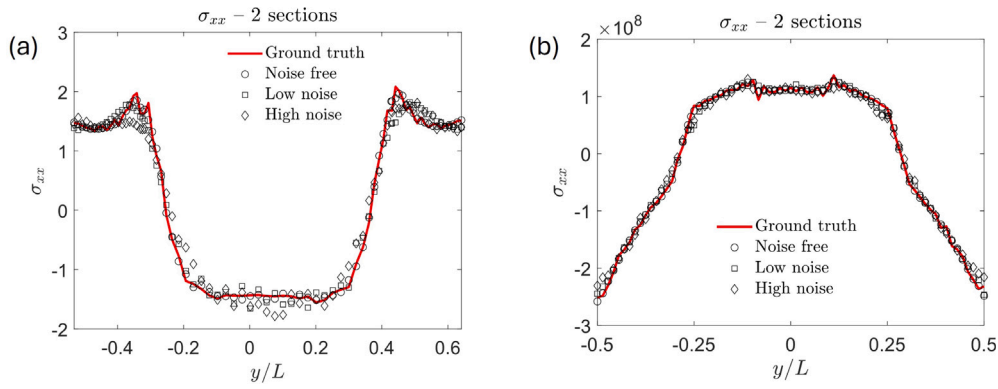 (a)
σxx – 2 sections
3
2
1
0
-1
-2
σxx
-0.4
-0.2
0
0.2
0.4
0.6
y/L
Ground truth
Noise free
Low noise
High noise
(b)
×10⁸
σxx – 2 sections
2
1
0
-1
-2
-3
σxx
-0.5
-0.25
0
0.25
0.5
y/L
Ground truth
Noise free
Low noise
High noise